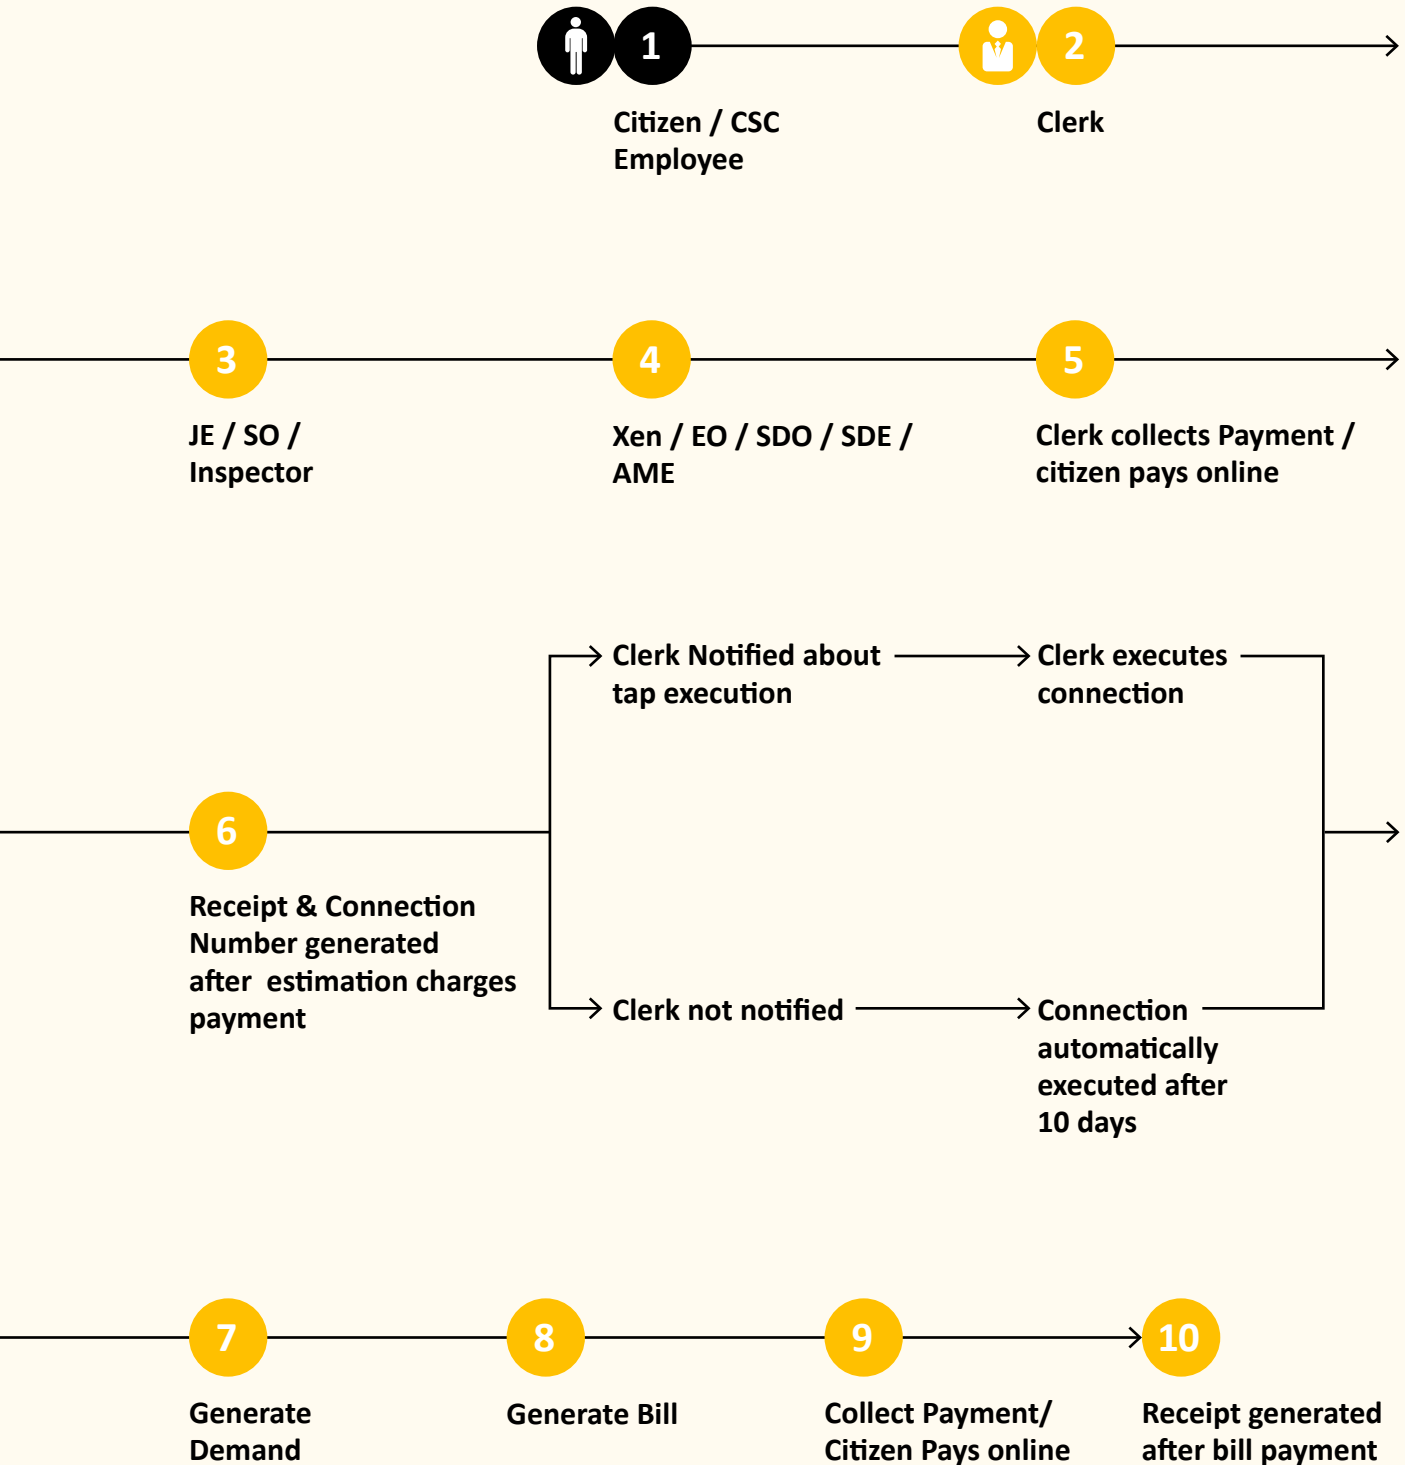 1
2
Citizen / CSC
Employee
Clerk
3
4
5
JE / SO /
Inspector
Xen / EO / SDO / SDE /
AME
Clerk collects Payment /
citizen pays online
Clerk Notified about
tap execution
Clerk executes
connection
6
Receipt & Connection
Number generated
after estimation charges
payment
Clerk not notified
Connection
automatically
executed after
10 days
7
8
9
10
Generate
Demand
Generate Bill
Collect Payment/
Citizen Pays online
Receipt generated
after bill payment